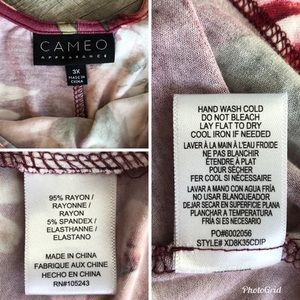 CAMEO
APPEARANCE
3X
MADE IN
CHINA
HAND WASH COLD
DO NOT BLEACH
LAY FLAT TO DRY
COOL IRON IF NEEDED
LAVER À LA MAIN À L'EAU FROIDE
NE PAS BLANCHIR
ÉTENDRE À PLAT
POUR SÉCHER
FER COOL SI NÉCESSAIRE
LAVAR A MANO CON AGUA FRÍA
NO USAR BLANQUEADOR
DEJAR SECAR EN SUPERFICIE PLANA
PLANCHAR A TEMPERATURA
FRÍA SI ES NECESARIO
PO#6002056
STYLE# XD8K35CDIP
95% RAYON /
RAYONNE /
RAYON
5% SPANDEX /
ELASTHANNE /
ELASTANO
MADE IN CHINA
FABRIQUE AUX CHINE
HECHO EN CHINA
RN#105243
PhotoGrid